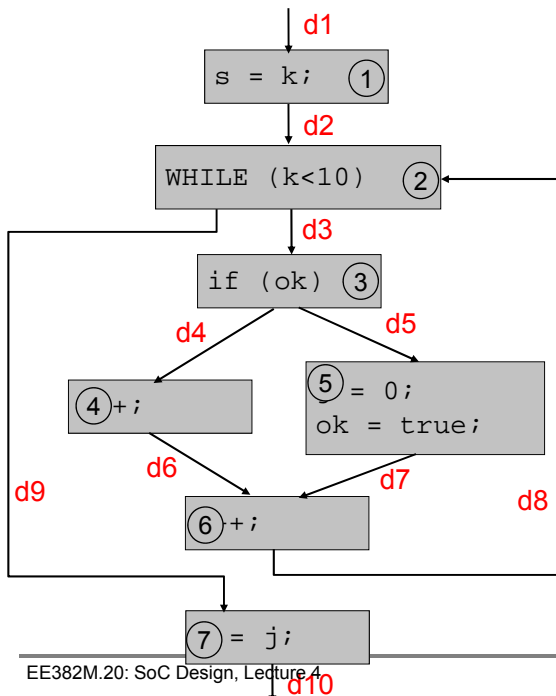 d1
s = k; 1
d2
WHILE (k<10) 2
d3
if (ok) 3
d4
d5
4 +;
5 = 0;
ok = true;
d6
d7
d9
d8
6 +;
7 = j;
EE382M.20: SoC Design, Lecture 4
d10